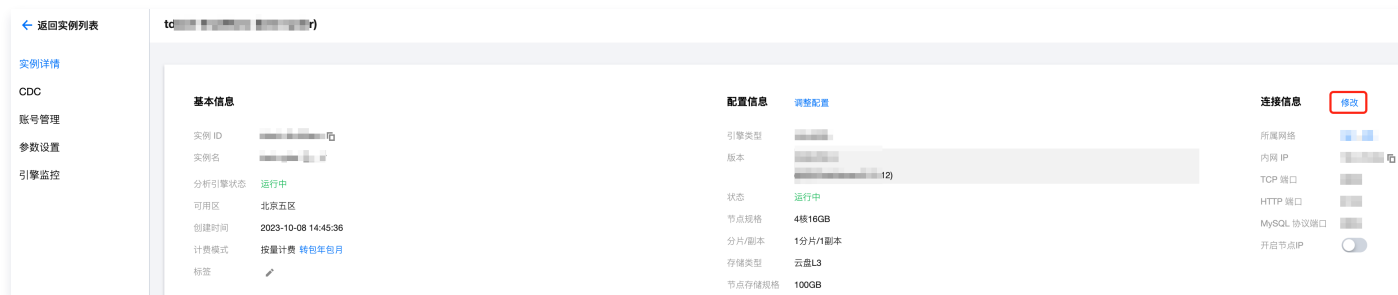 返回实例列表
实例详情
CDC
账号管理
参数设置
引擎监控
基本信息
实例 ID
实例名
分析引擎状态 运行中
可用区 北京五区
创建时间 2023-10-08 14:45:36
计费模式 按量计费 转包年包月
标签
配置信息 调整配置
引擎类型
版本
12)
状态 运行中
节点规格 4核16GB
分片/副本 1分片/1副本
存储类型 云盘L3
节点存储规格 100GB
连接信息 修改
所属网络
内网 IP
TCP 端口
HTTP 端口
MySQL 协议端口
开启节点IP